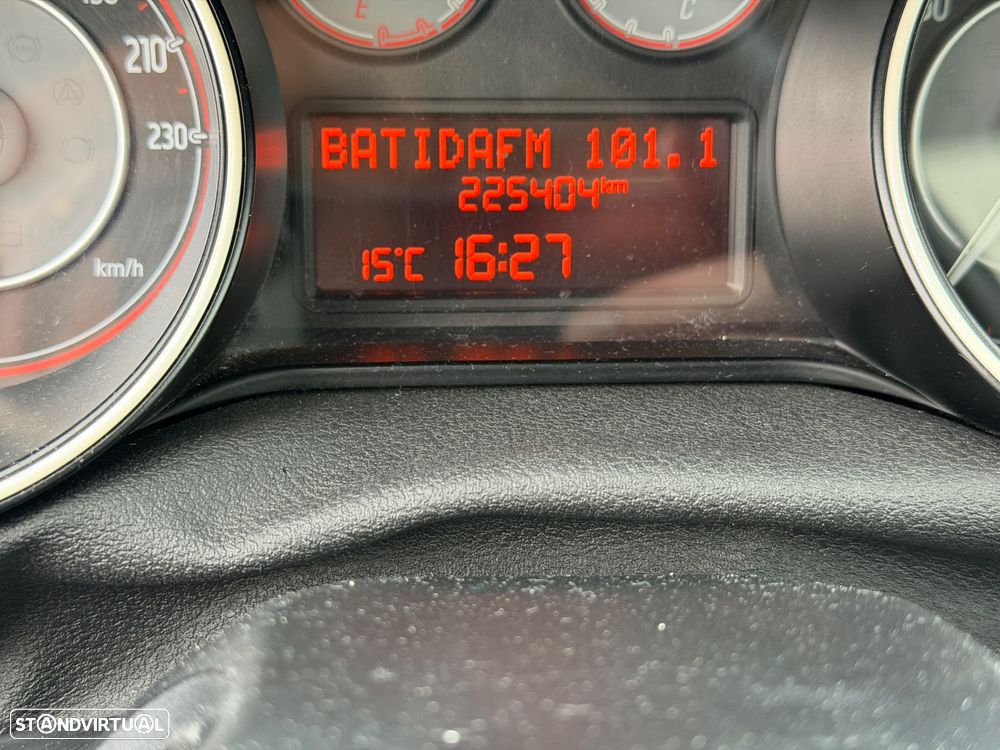 E
C
210
230
km/h
BATIDAFM 101.1
225404km
15°C 16:27
STANDVIRTUAL